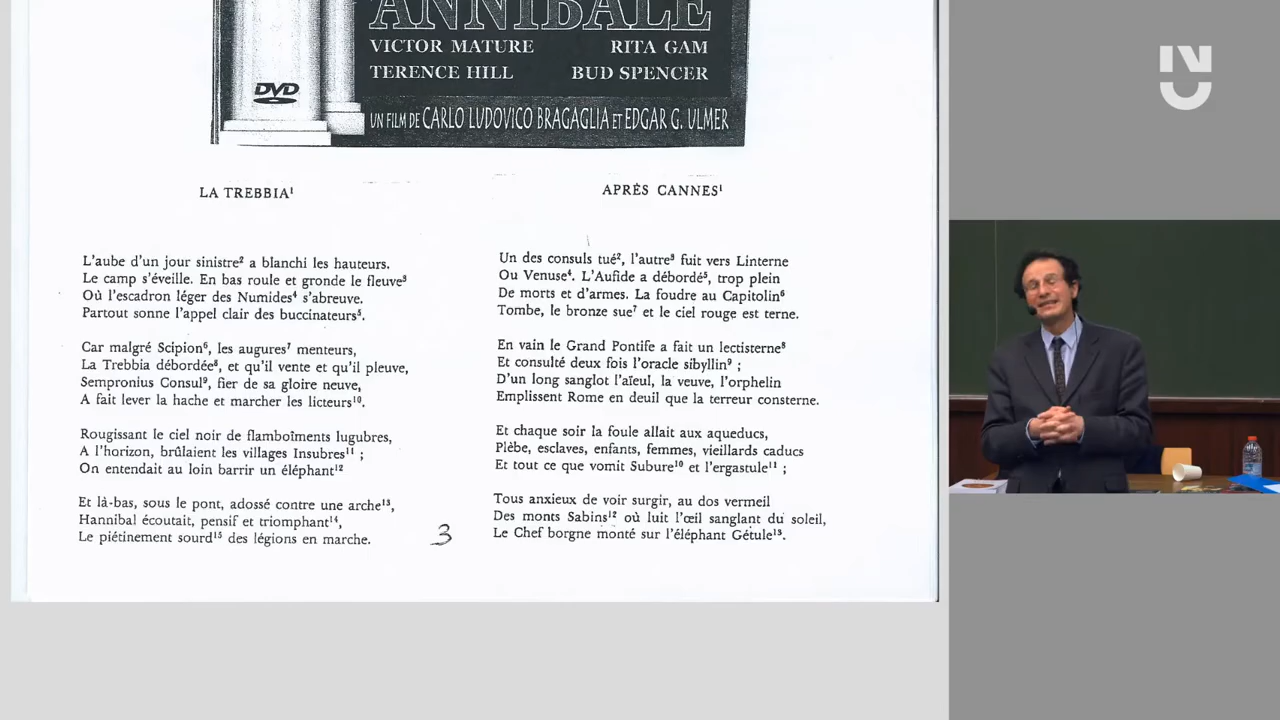 ANNIBALE
VICTOR MATURE RITA GAM
TERENCE HILL BUD SPENCER
DVD
UN FILM DE CARLO LUDOVICO BRAGAGLIA ET EDGAR G. ULMER
LA TREBBIA¹
L'aube d'un jour sinistre² a blanchi les hauteurs.
Le camp s'éveille. En bas roule et gronde le fleuve³
Où l'escadron léger des Numides⁴ s'abreuve.
Partout sonne l'appel clair des buccinateurs⁵.
Car malgré Scipion⁶, les augures⁷ menteurs,
La Trebbia débordée⁸, et qu'il vente et qu'il pleuve,
Sempronius Consul⁹, fier de sa gloire neuve,
A fait lever la hache et marcher les licteurs¹⁰.
Rougissant le ciel noir de flamboîments lugubres,
A l'horizon, brûlaient les villages Insubres¹¹ ;
On entendait au loin barrir un éléphant¹²
Et là-bas, sous le pont, adossé contre une arche¹³,
Hannibal écoutait, pensif et triomphant¹⁴,
Le piétinement sourd¹⁵ des légions en marche.
3
APRÈS CANNES¹
Un des consuls tué², l'autre³ fuit vers Linterne
Ou Venuse⁴. L'Aufide a débordé⁵, trop plein
De morts et d'armes. La foudre au Capitolin⁶
Tombe, le bronze sue⁷ et le ciel rouge est terne.
En vain le Grand Pontife a fait un lectisterne⁸
Et consulté deux fois l'oracle sibyllin⁹ ;
D'un long sanglot l'aïeul, la veuve, l'orphelin
Emplissent Rome en deuil que la terreur consterne.
Et chaque soir la foule allait aux aqueducs,
Plèbe, esclaves, enfants, femmes, vieillards caducs
Et tout ce que vomit Subure¹⁰ et l'ergastule¹¹ ;
Tous anxieux de voir surgir, au dos vermeil
Des monts Sabins¹² où luit l'œil sanglant du soleil,
Le Chef borgne monté sur l'éléphant Gétule¹³.